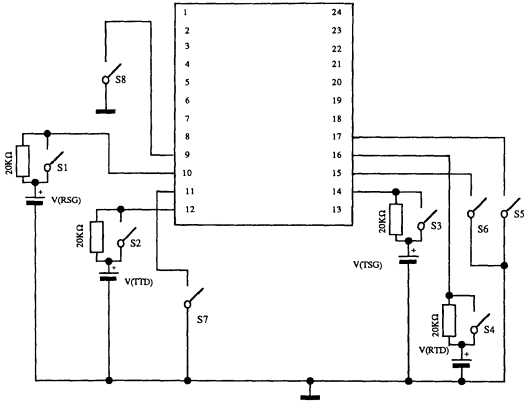 1 24
2 23
3 22
4 21
5 20
6 19
7 18
8 17
9 16
10 15
11 14
12 13
S8
20KΩ
S1
+
V(RSG)
20KΩ
S2
+
V(TTD)
S7
20KΩ
S3
+
V(TSG)
S6
S5
20KΩ
S4
V(RTD)
+